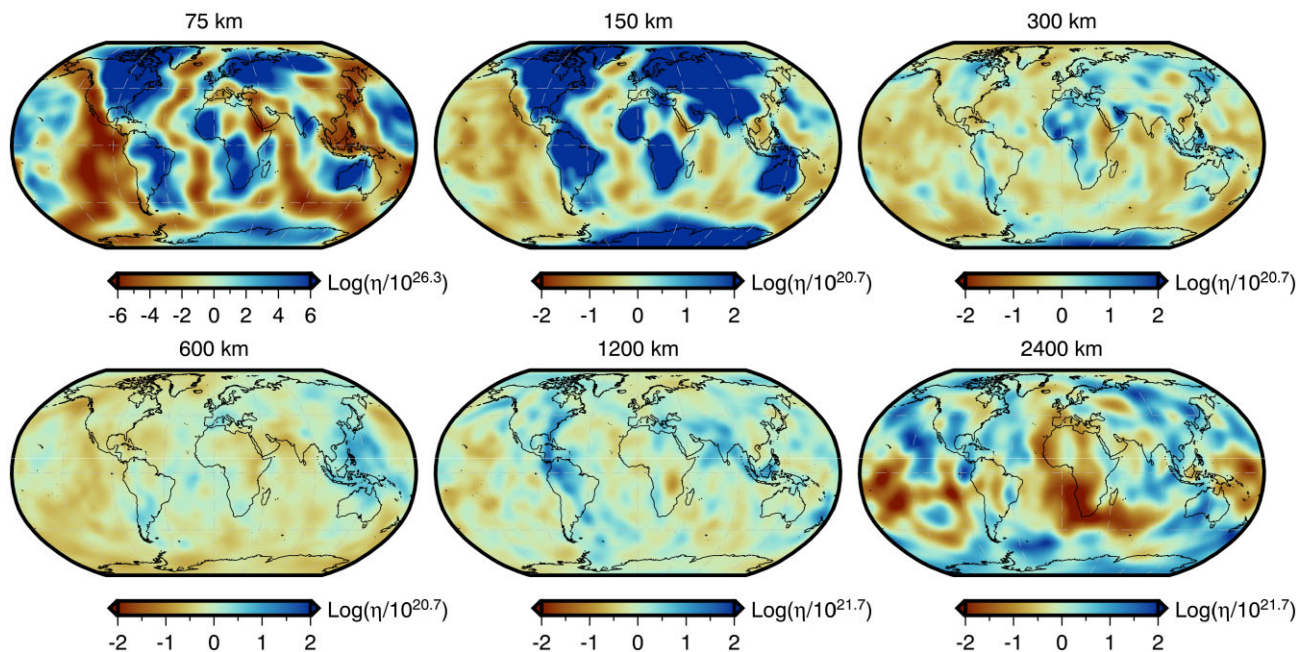 75 km
150 km
300 km
-6 -4 -2 0 2 4 6
Log(η/10^26.3)
-2 -1 0 1 2
Log(η/10^20.7)
-2 -1 0 1 2
Log(η/10^20.7)
600 km
1200 km
2400 km
-2 -1 0 1 2
Log(η/10^20.7)
-2 -1 0 1 2
Log(η/10^21.7)
-2 -1 0 1 2
Log(η/10^21.7)